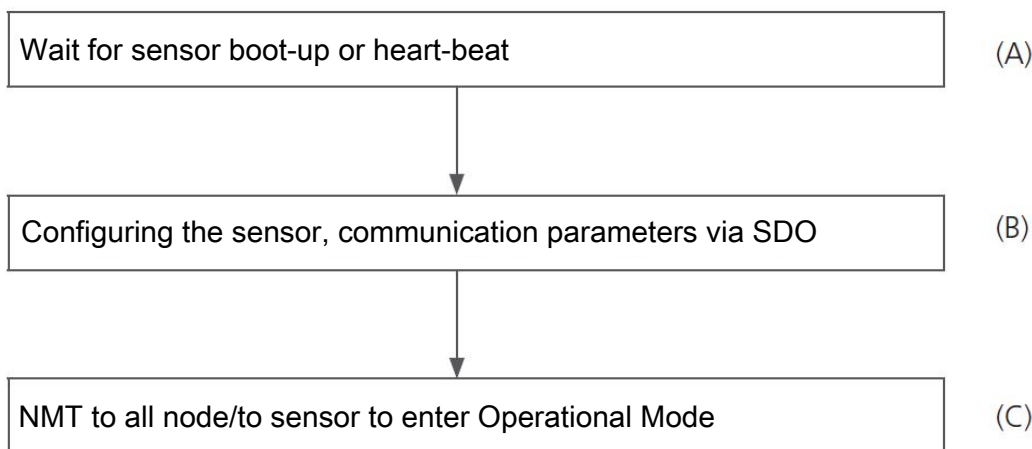 Wait for sensor boot-up or heart-beat
(A)
Configuring the sensor, communication parameters via SDO
(B)
NMT to all node/to sensor to enter Operational Mode
(C)